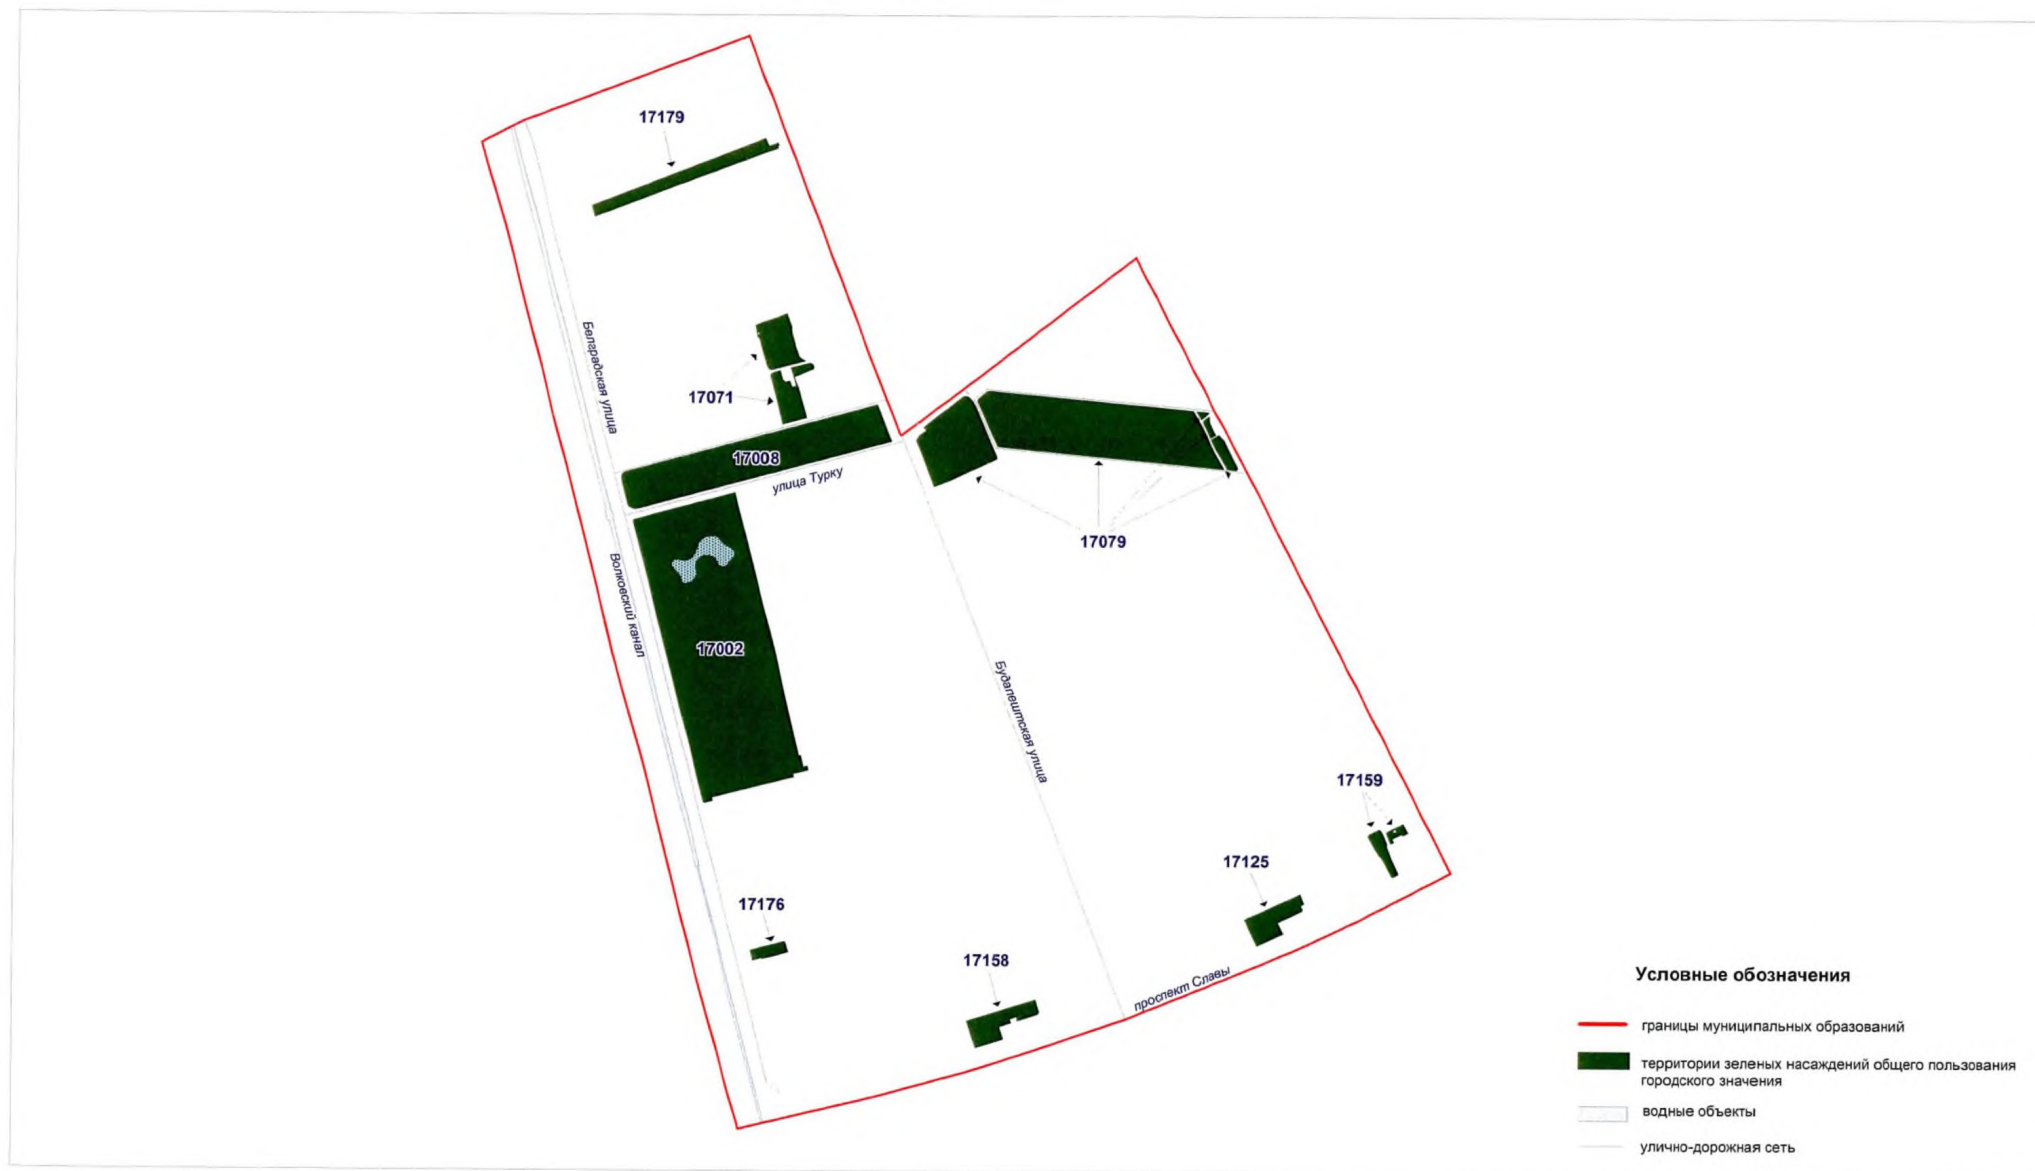 17179
Белградская улица
17071
17008
улица Турку
17079
Волковский канал
17002
Будапештская улица
17159
17125
17176
17158
проспект Славы
Условные обозначения
границы муниципальных образований
территории зеленых насаждений общего пользования
городского значения
водные объекты
улично-дорожная сеть